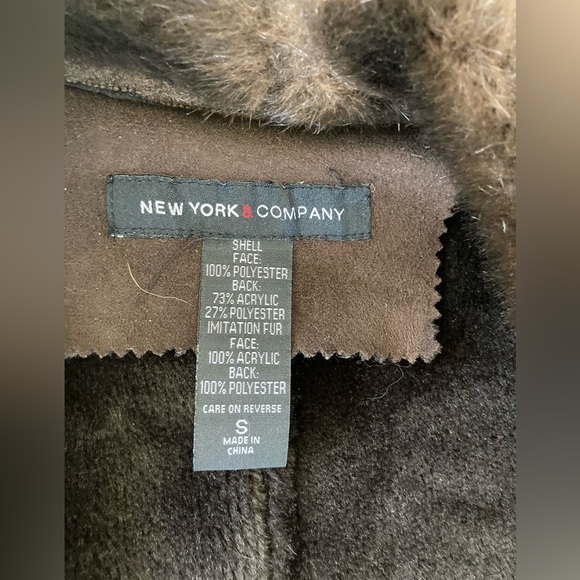 NEW YORK & COMPANY
SHELL
FACE:
100% POLYESTER
BACK:
73% ACRYLIC
27% POLYESTER
IMITATION FUR
FACE:
100% ACRYLIC
BACK:
100% POLYESTER
CARE ON REVERSE
S
MADE IN
CHINA